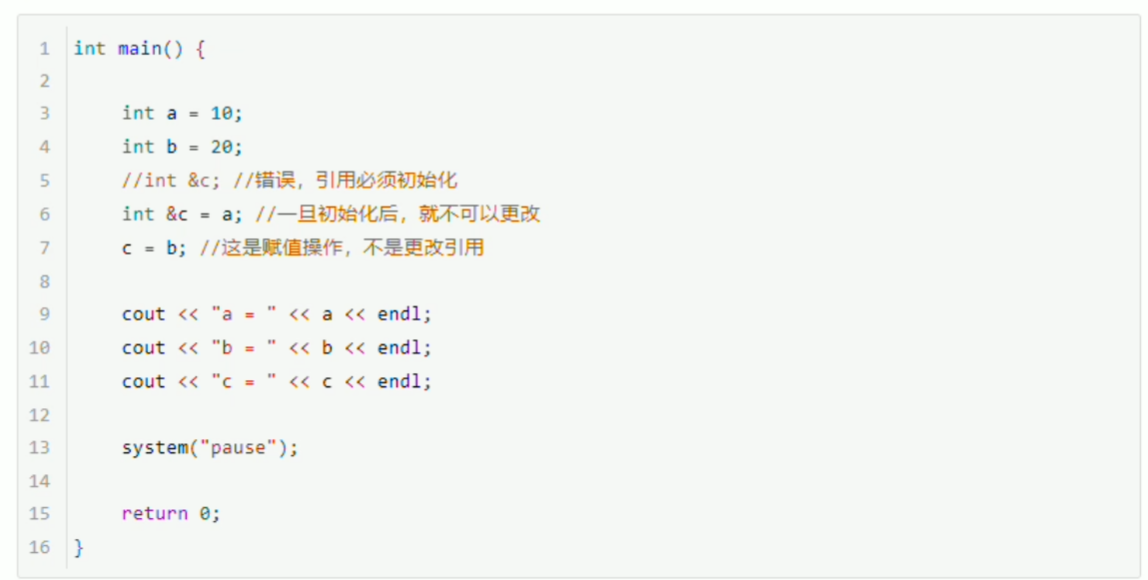 1 int main() {
2
3 int a = 10;
4 int b = 20;
5 //int &c; //错误，引用必须初始化
6 int &c = a; //一旦初始化后，就不可以更改
7 c = b; //这是赋值操作，不是更改引用
8
9 cout << "a = " << a << endl;
10 cout << "b = " << b << endl;
11 cout << "c = " << c << endl;
12
13 system("pause");
14
15 return 0;
16 }